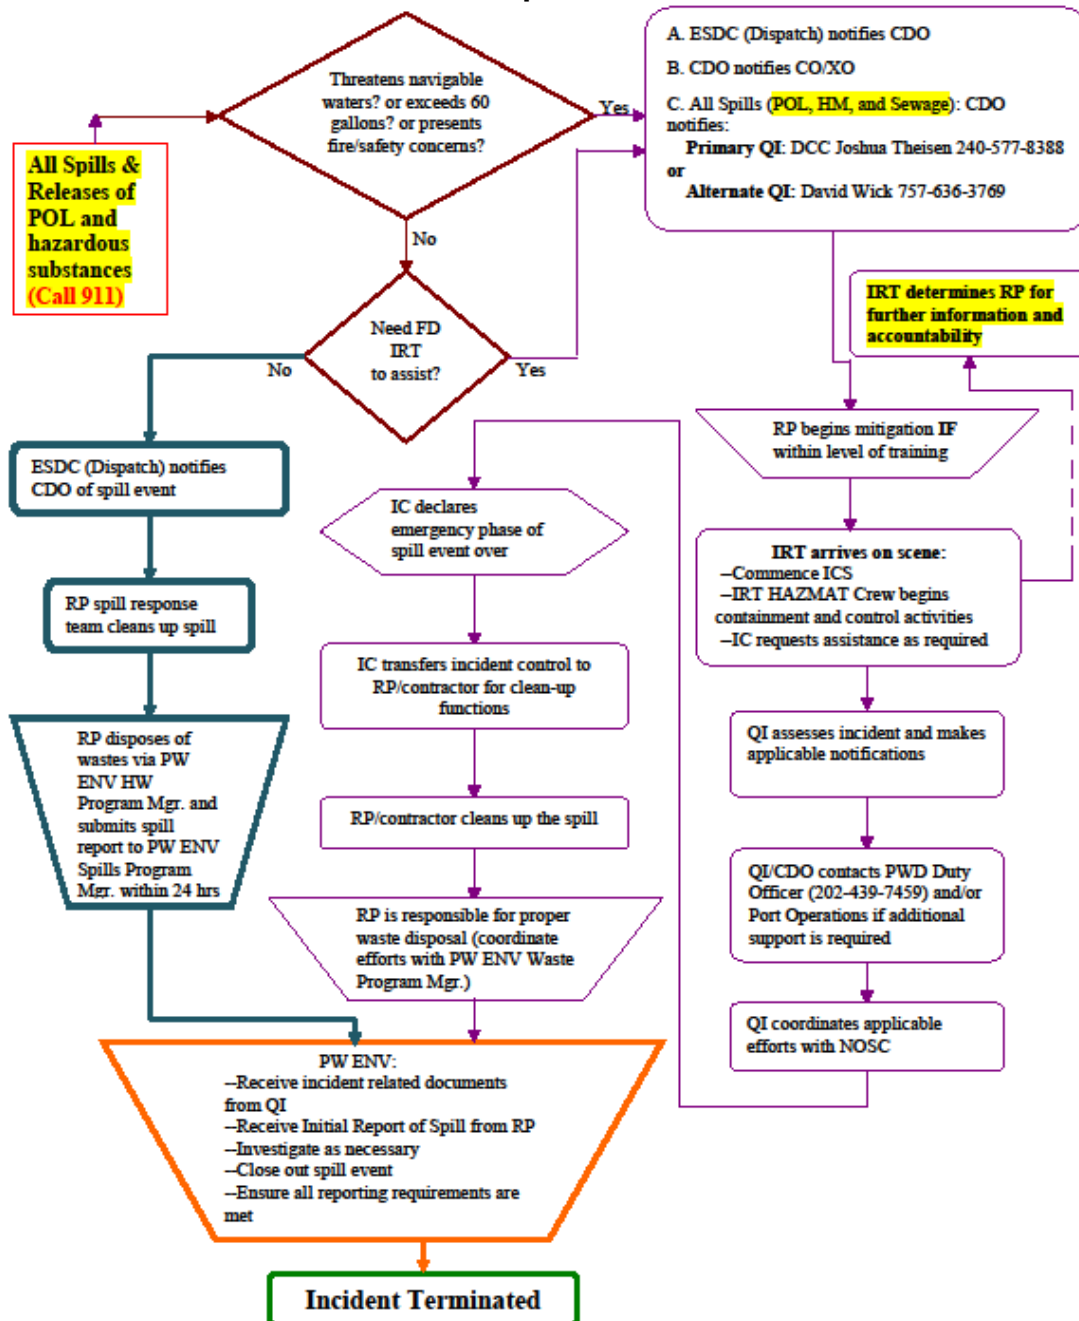 Threatens navigable
waters? or exceeds 60
gallons? or presents
fire/safety concerns?
Yes
A. ESDC (Dispatch) notifies CDO
B. CDO notifies CO/XO
C. All Spills (POL, HM, and Sewage): CDO
notifies:
Primary QI: DCC Joshua Theisen 240-577-8388
or
Alternate QI: David Wick 757-636-3769
All Spills &
Releases of
POL and
hazardous
substances
(Call 911)
No
Need FD
IRT
to assist?
No
Yes
IRT determines RP for
further information and
accountability
RP begins mitigation IF
within level of training
ESDC (Dispatch) notifies
CDO of spill event
IC declares
emergency phase of
spill event over
IRT arrives on scene:
--Commence ICS
--IRT HAZMAT Crew begins
containment and control activities
--IC requests assistance as required
RP spill response
team cleans up spill
IC transfers incident control to
RP/contractor for clean-up
functions
QI assesses incident and makes
applicable notifications
RP disposes of
wastes via PW
ENV HW
Program Mgr. and
submits spill
report to PW ENV
Spills Program
Mgr. within 24 hrs
RP/contractor cleans up the spill
QI/CDO contacts PWD Duty
Officer (202-439-7459) and/or
Port Operations if additional
support is required
RP is responsible for proper
waste disposal (coordinate
efforts with PW ENV Waste
Program Mgr.)
QI coordinates applicable
efforts with NOSC
PW ENV:
--Receive incident related documents
from QI
--Receive Initial Report of Spill from RP
--Investigate as necessary
--Close out spill event
--Ensure all reporting requirements are
met
Incident Terminated